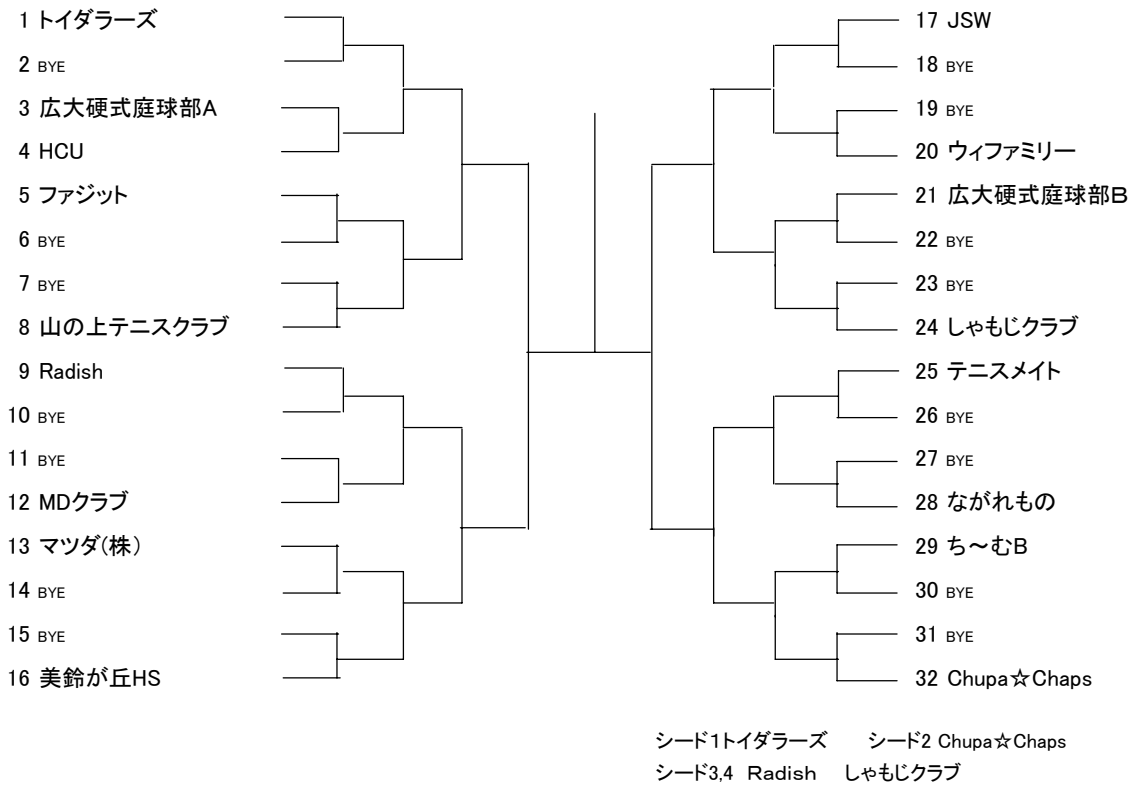 1 トイダラーズ
2 BYE
3 広大硬式庭球部A
4 HCU
5 ファジット
6 BYE
7 BYE
8 山の上テニスクラブ
9 Radish
10 BYE
11 BYE
12 MDクラブ
13 マツダ(株)
14 BYE
15 BYE
16 美鈴が丘HS
17 JSW
18 BYE
19 BYE
20 ウィファミリー
21 広大硬式庭球部B
22 BYE
23 BYE
24 しゃもじクラブ
25 テニスメイト
26 BYE
27 BYE
28 ながれもの
29 ち～むB
30 BYE
31 BYE
32 Chupa☆Chaps
シード1トイダラーズ シード2 Chupa☆Chaps
シード3,4 Radish しゃもじクラブ